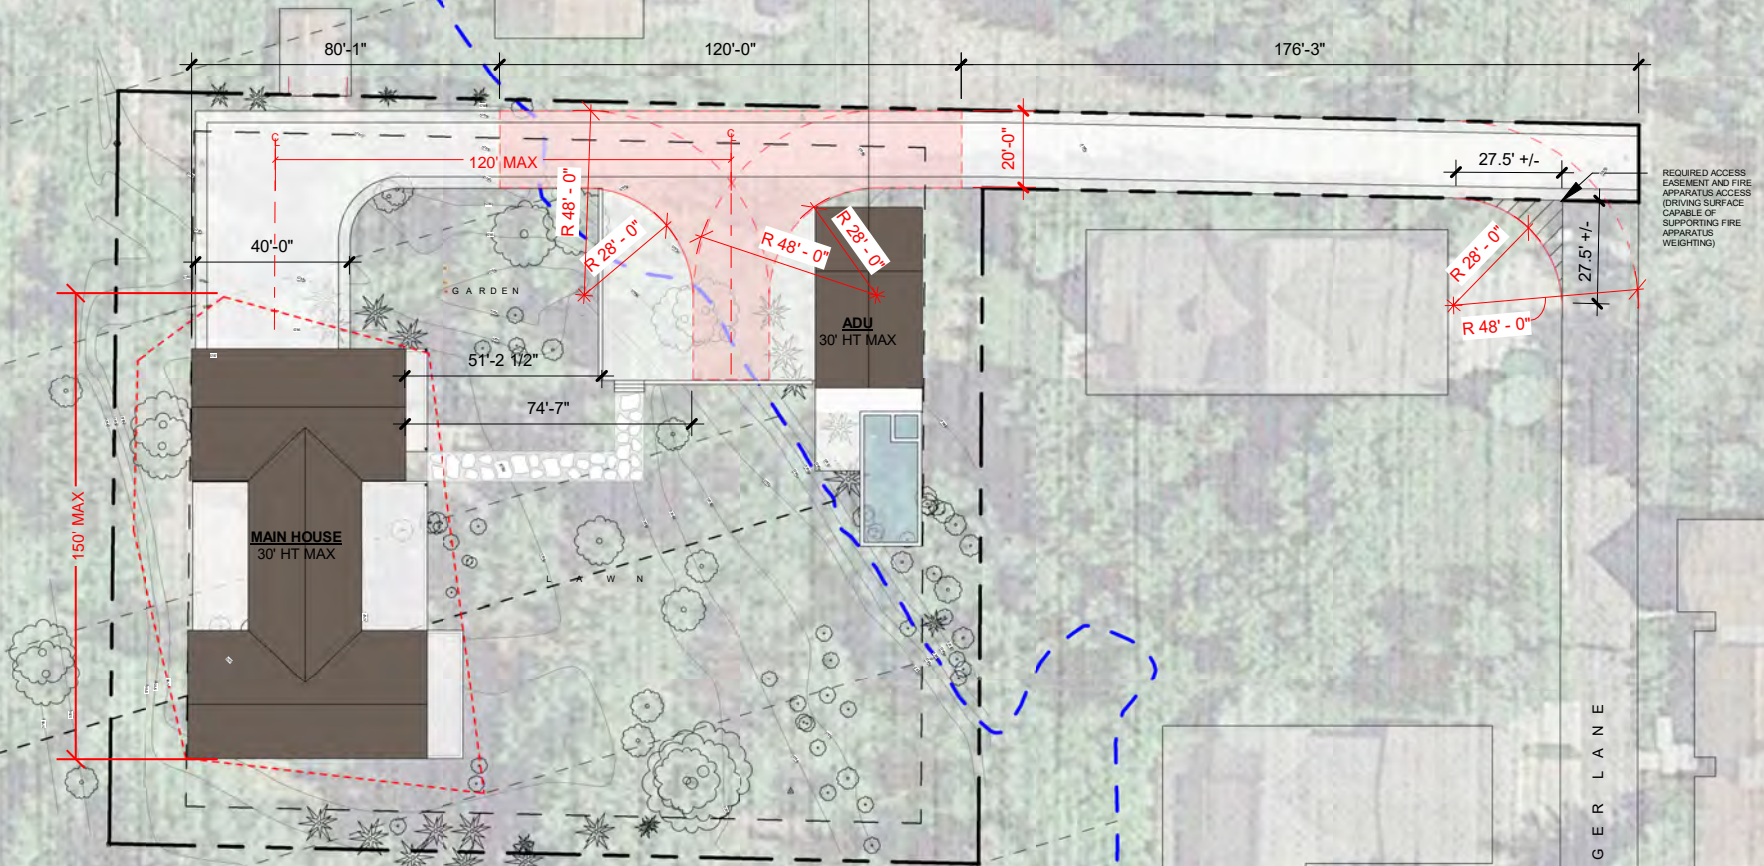 80'-1"
120'-0"
176'-3"
120' MAX
R 48' - 0"
20'-0"
27.5' +/-
REQUIRED ACCESS
EASEMENT AND FIRE
APPARATUS ACCESS
(DRIVING SURFACE
CAPABLE OF
SUPPORTING FIRE
APPARATUS
WEIGHTING)
40'-0"
R 28' - 0"
R 48' - 0"
R 28' - 0"
R 28' - 0"
27.5' +/-
GARDEN
ADU
30' HT MAX
R 48' - 0"
51'-2 1/2"
74'-7"
150' MAX
MAIN HOUSE
30' HT MAX
LAWN
GER LANE